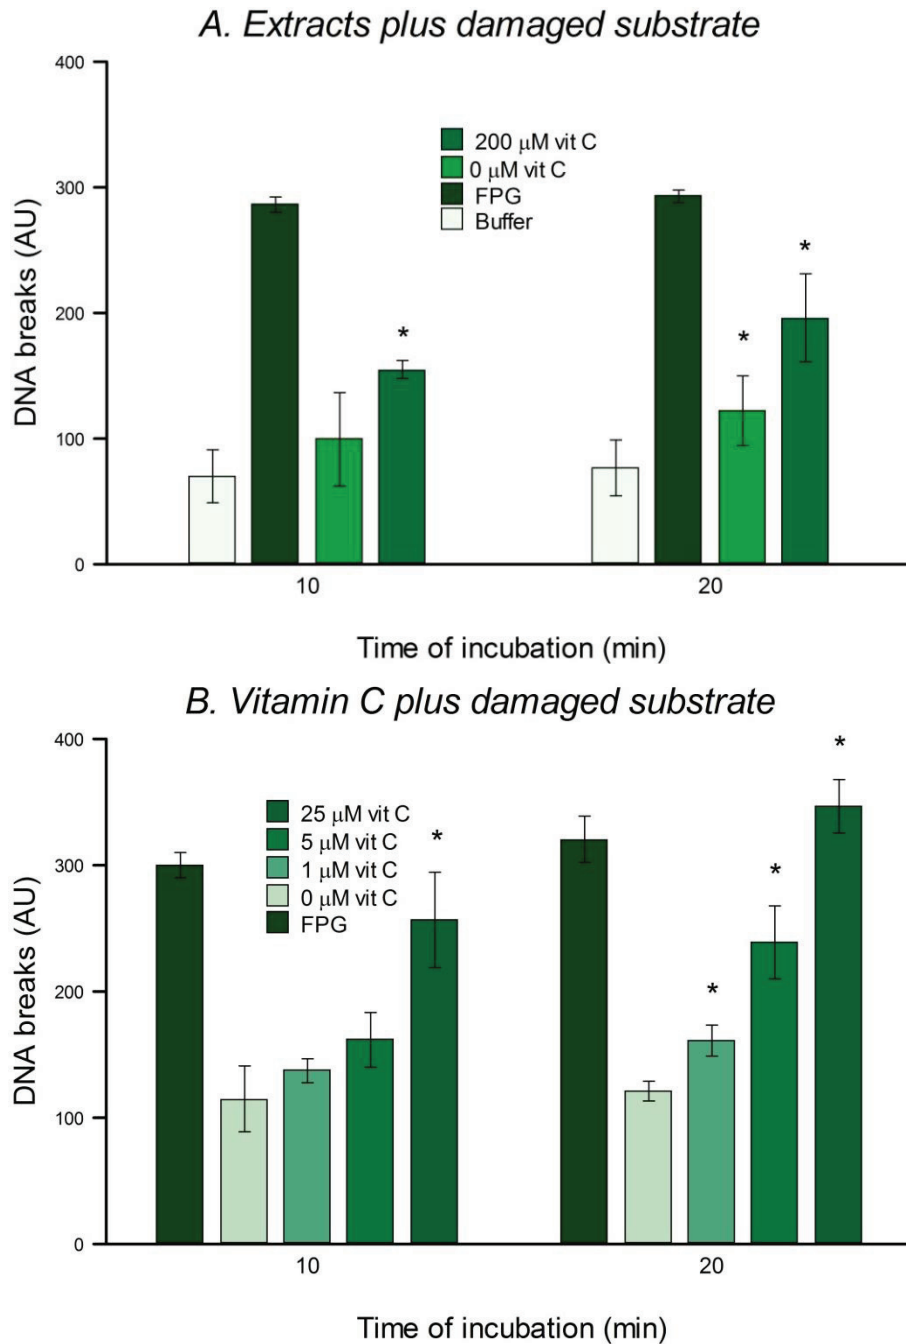 A. Extracts plus damaged substrate
400
300
200
100
0
DNA breaks (AU)
200 μM vit C
0 μM vit C
FPG
Buffer
*
*
*
10
20
Time of incubation (min)
B. Vitamin C plus damaged substrate
400
300
200
100
0
DNA breaks (AU)
25 μM vit C
5 μM vit C
1 μM vit C
0 μM vit C
FPG
*
*
*
*
10
20
Time of incubation (min)